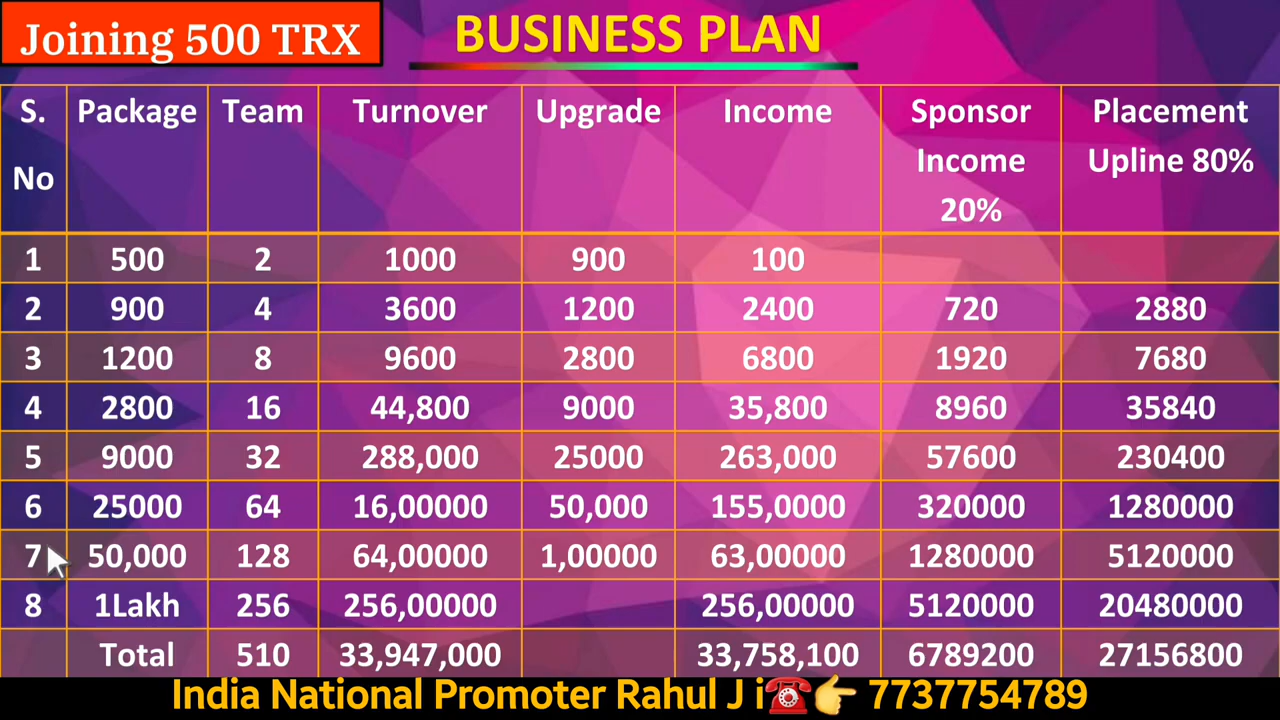 Joining 500 TRX
BUSINESS PLAN
S. No Package Team Turnover Upgrade Income Sponsor Income 20% Placement Upline 80%
1 500 2 1000 900 100
2 900 4 3600 1200 2400 720 2880
3 1200 8 9600 2800 6800 1920 7680
4 2800 16 44,800 9000 35,800 8960 35840
5 9000 32 288,000 25000 263,000 57600 230400
6 25000 64 16,00000 50,000 155,0000 320000 1280000
7 50,000 128 64,00000 1,00000 63,00000 1280000 5120000
8 1Lakh 256 256,00000 256,00000 5120000 20480000
Total 510 33,947,000 33,758,100 6789200 27156800
India National Promoter Rahul J i☎️👉 7737754789